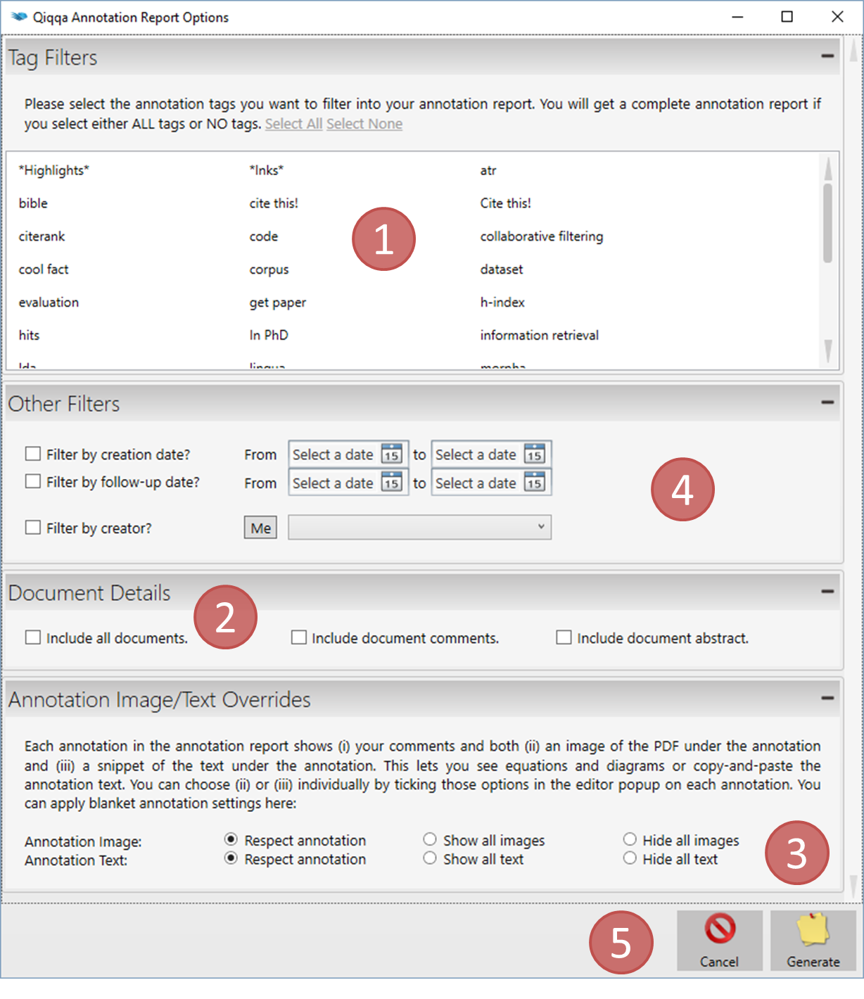 Qiqqa Annotation Report Options
Tag Filters
Please select the annotation tags you want to filter into your annotation report. You will get a complete annotation report if
you select either ALL tags or NO tags. Select All Select None
*Highlights* *Inks* atr
bible cite this! Cite this!
citerank code collaborative filtering
1
cool fact corpus dataset
evaluation get paper h-index
hits In PhD information retrieval
lda lingua morpha
Other Filters
Filter by creation date? From Select a date 15 to Select a date 15
Filter by follow-up date? From Select a date 15 to Select a date 15
4
Filter by creator? Me
Document Details
2
Include all documents. Include document comments. Include document abstract.
Annotation Image/Text Overrides
Each annotation in the annotation report shows (i) your comments and both (ii) an image of the PDF under the annotation
and (iii) a snippet of the text under the annotation. This lets you see equations and diagrams or copy-and-paste the
annotation text. You can choose (ii) or (iii) individually by ticking those options in the editor popup on each annotation. You
can apply blanket annotation settings here:
Annotation Image: Respect annotation Show all images Hide all images
Annotation Text: Respect annotation Show all text Hide all text
3
5
Cancel Generate